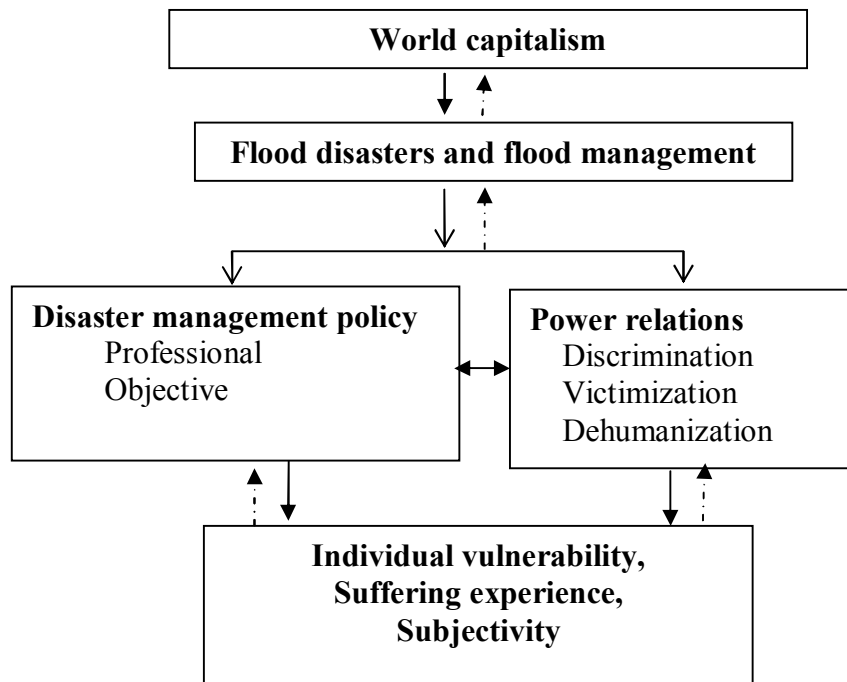 World capitalism
Flood disasters and flood management
Disaster management policy
Professional
Objective
Power relations
Discrimination
Victimization
Dehumanization
Individual vulnerability,
Suffering experience,
Subjectivity